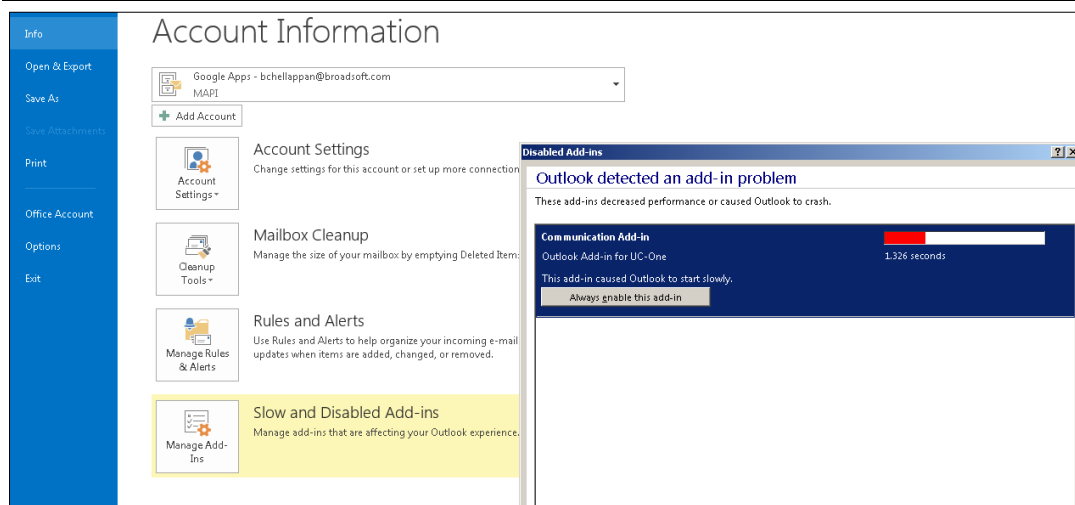 Info
Open & Export
Save As
Save Attachments
Print
Office Account
Options
Exit
Account Information
Google Apps - bchellappan@broadsoft.com
MAPI
Add Account
Account
Settings
Account Settings
Change settings for this account or set up more connection
Cleanup
Tools
Mailbox Cleanup
Manage the size of your mailbox by emptying Deleted Item
Manage Rules
& Alerts
Rules and Alerts
Use Rules and Alerts to help organize your incoming e-mail
updates when items are added, changed, or removed.
Manage Add-
Ins
Slow and Disabled Add-ins
Manage add-ins that are affecting your Outlook experience.
Disabled Add-ins
Outlook detected an add-in problem
These add-ins decreased performance or caused Outlook to crash.
Communication Add-in
Outlook Add-in for UC-One
1.326 seconds
This add-in caused Outlook to start slowly.
Always enable this add-in